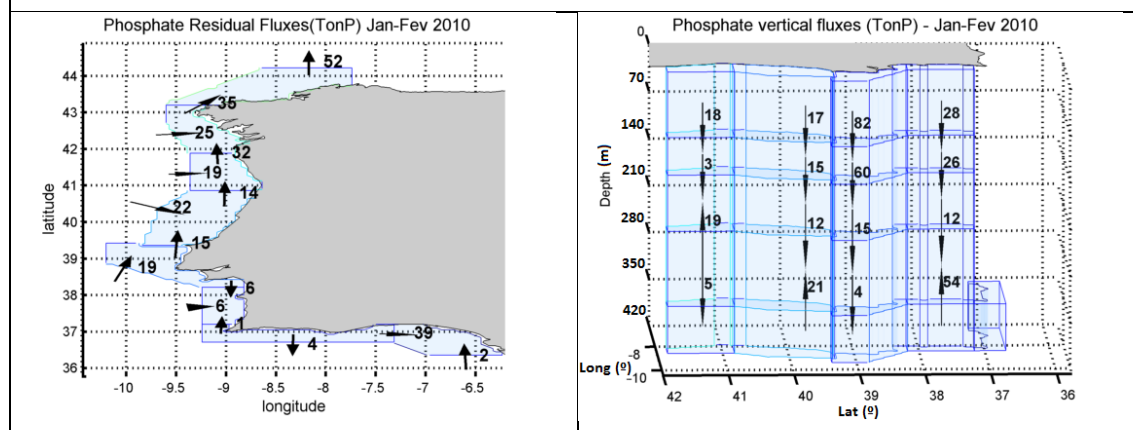 Phosphate Residual Fluxes(TonP) Jan-Fev 2010
52
44
35
43
25
42
32
19
41
14
22
40
15
39
19
6
38
6
1
37
39
4
2
36
latitude
-10 -9.5 -9 -8.5 -8 -7.5 -7 -6.5
longitude
Phosphate vertical fluxes (TonP) - Jan-Fev 2010
0
70
140
210
280
350
420
Depth (m)
18 17 82 28
3 15 60 26
19 12 15 12
5 21 4 54
-8
Long (º)
-10
42 41 40 39 38 37 36
Lat (º)